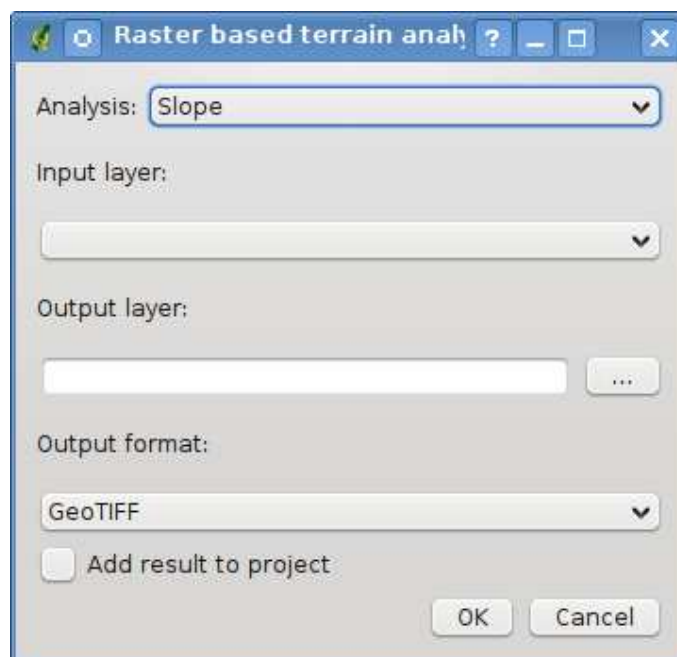 Raster based terrain analy
Analysis: Slope
Input layer:
Output layer:
...
Output format:
GeoTIFF
Add result to project
OK Cancel